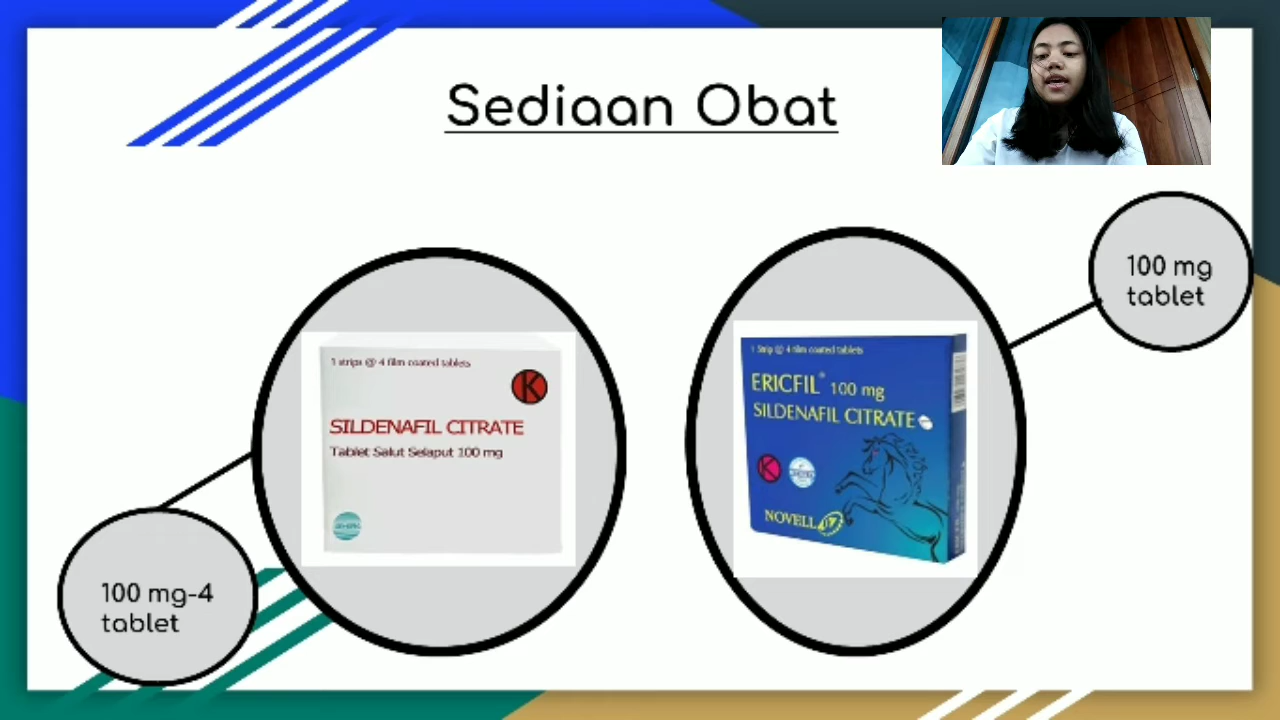 Sediaan Obat
100 mg
tablet
1 strips @ 4 film coated tablets
K
SILDENAFIL CITRATE
Tablet Salut Selaput 100 mg
100 mg-4
tablet
1 Strip @ 4 film coated tablets
ERICFIL® 100 mg
SILDENAFIL CITRATE
K
NOVELL